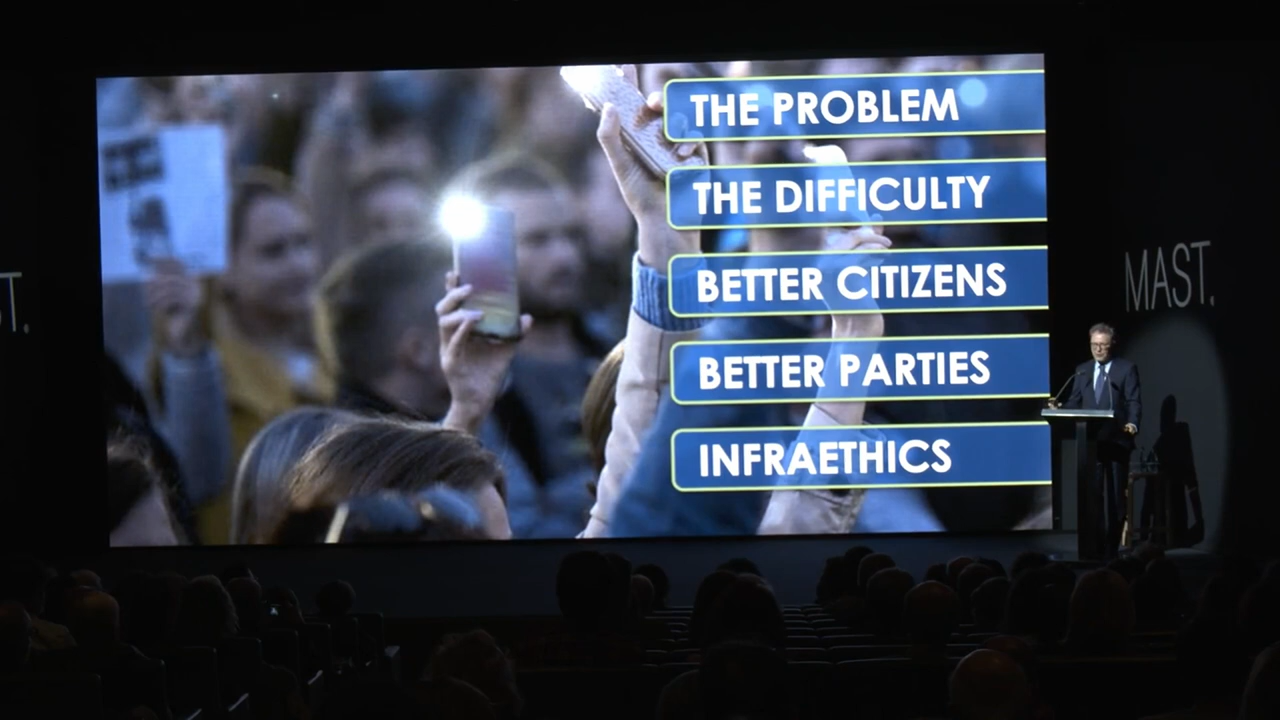 THE PROBLEM
THE DIFFICULTY
BETTER CITIZENS
BETTER PARTIES
INFRAETHICS
MAST.
T.